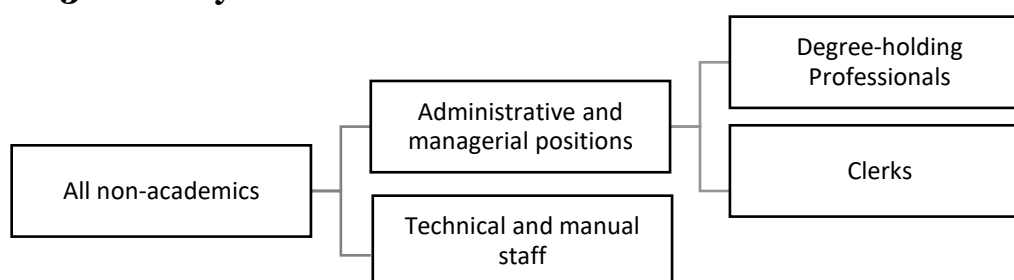 All non-academics
Administrative and
managerial positions
Technical and manual
staff
Degree-holding
Professionals
Clerks